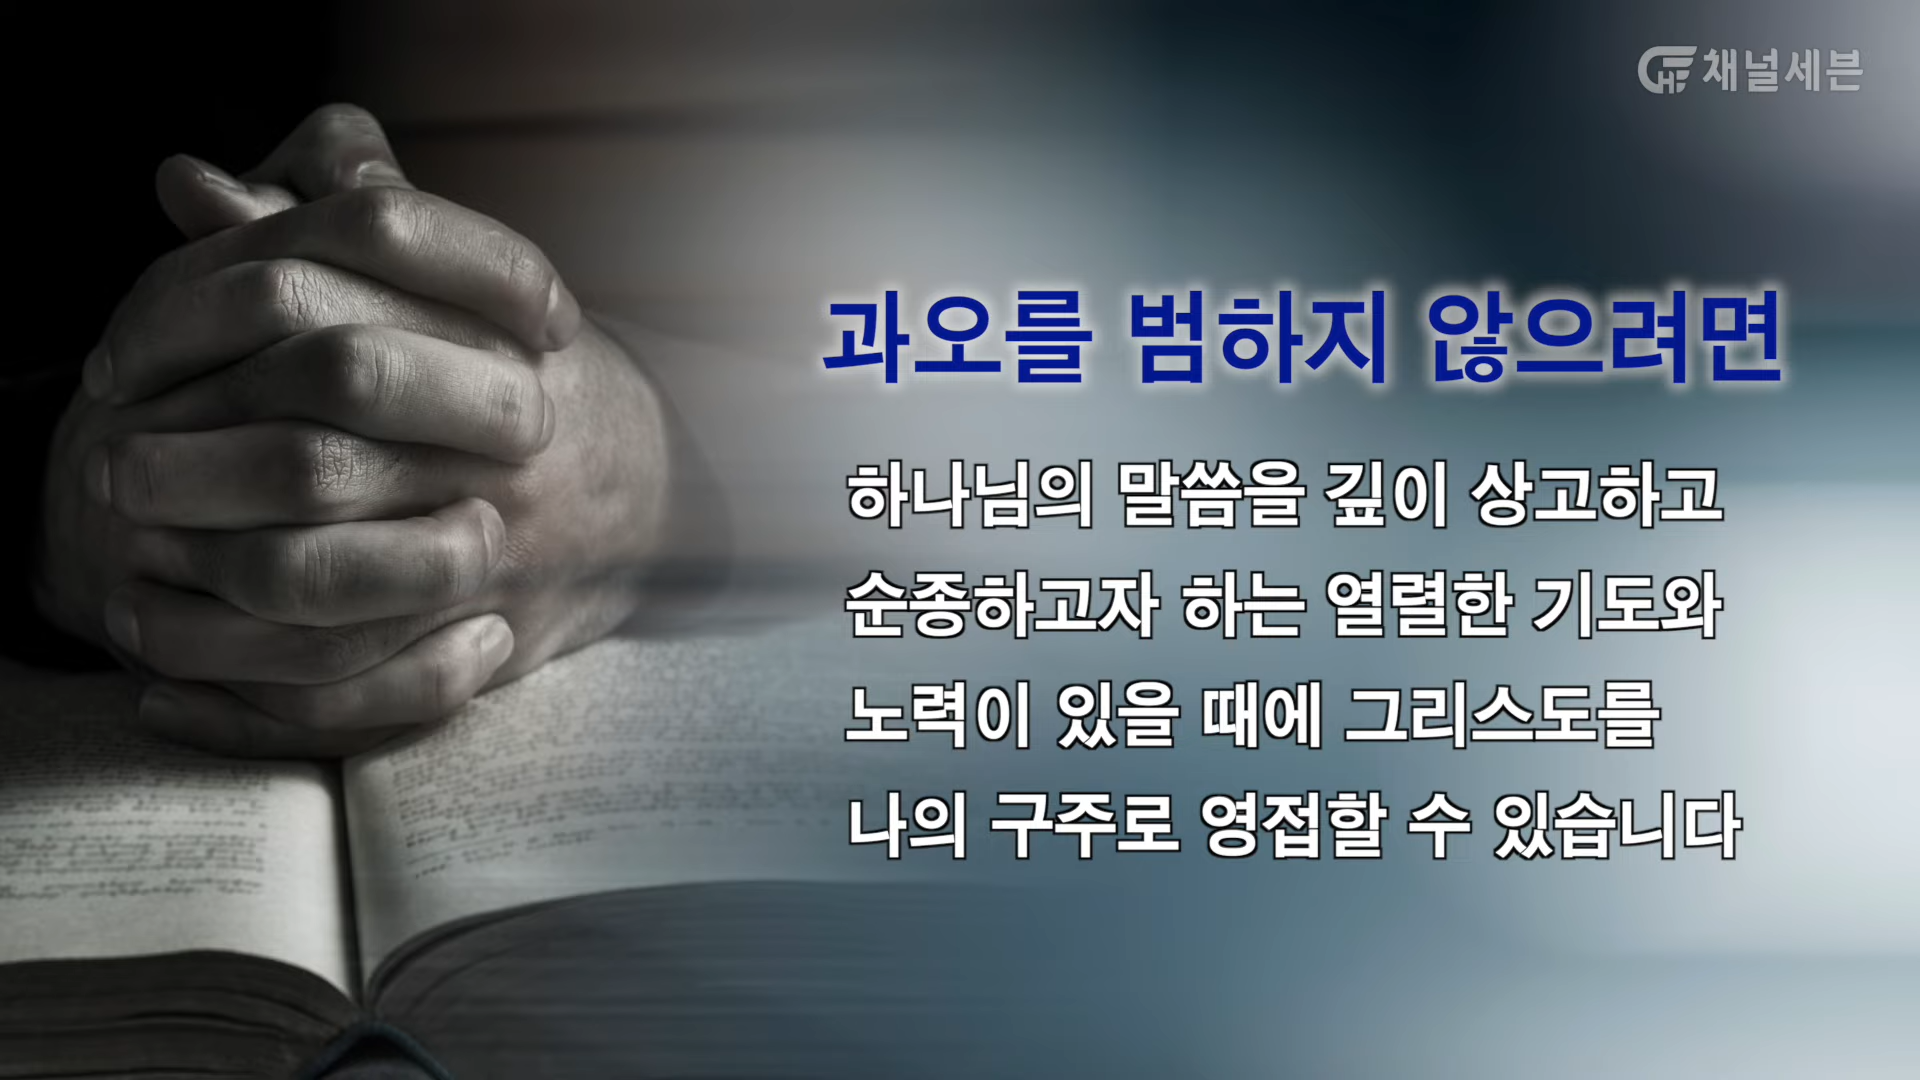 채널세븐
과오를 범하지 않으려면
하나님의 말씀을 깊이 상고하고
순종하고자 하는 열렬한 기도와
노력이 있을 때에 그리스도를
나의 구주로 영접할 수 있습니다